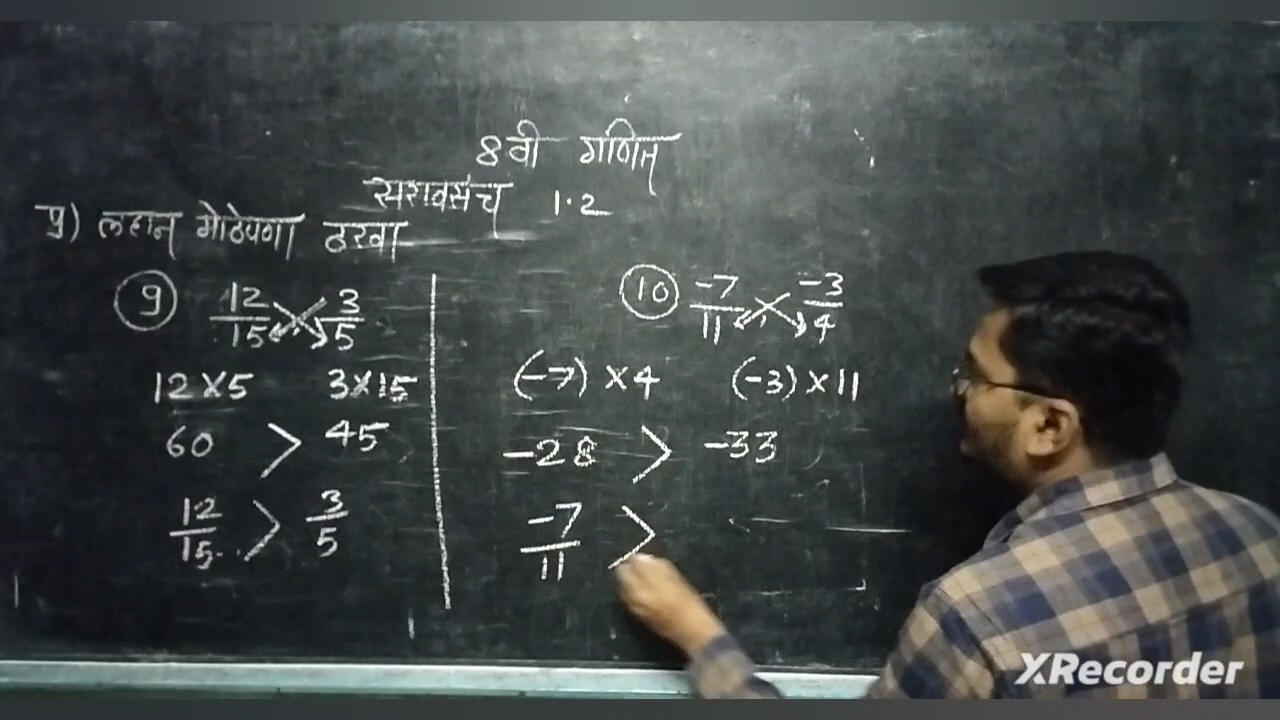 8वी गणित
सरावसंच 1.2
प्र) लहान मोठेपणा ठरवा
9 12/15 3/5
12×5 3×15
60 > 45
12/15 > 3/5
10 -7/11 -3/4
(-7)×4 (-3)×11
-28 > -33
-7/11 >
XRecorder